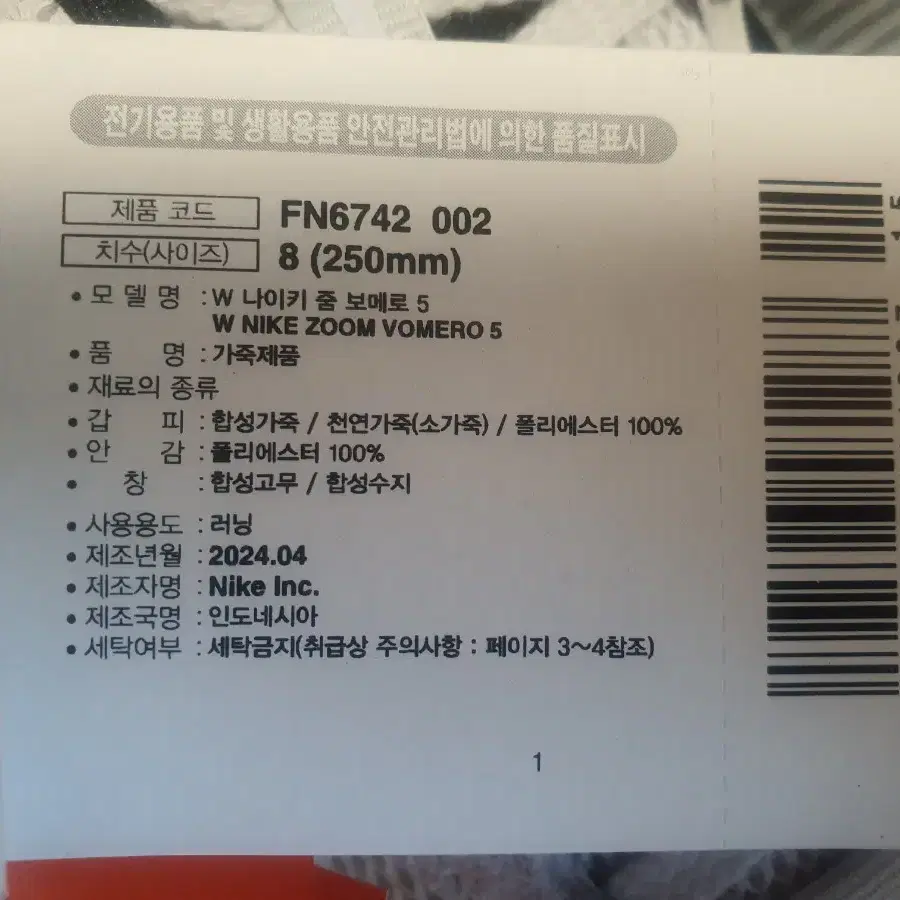 전기용품 및 생활용품 안전관리법에 의한 품질표시
제품 코드 FN6742 002
치수(사이즈) 8 (250mm)
• 모 델 명 : W 나이키 줌 보메로 5
W NIKE ZOOM VOMERO 5
• 품 명 : 가죽제품
• 재료의 종류
• 갑 피 : 합성가죽 / 천연가죽(소가죽) / 폴리에스터 100%
• 안 감 : 폴리에스터 100%
• 창 : 합성고무 / 합성수지
• 사용용도 : 러닝
• 제조년월 : 2024.04
• 제조자명 : Nike Inc.
• 제조국명 : 인도네시아
• 세탁여부 : 세탁금지(취급상 주의사항 : 페이지 3~4참조)
1